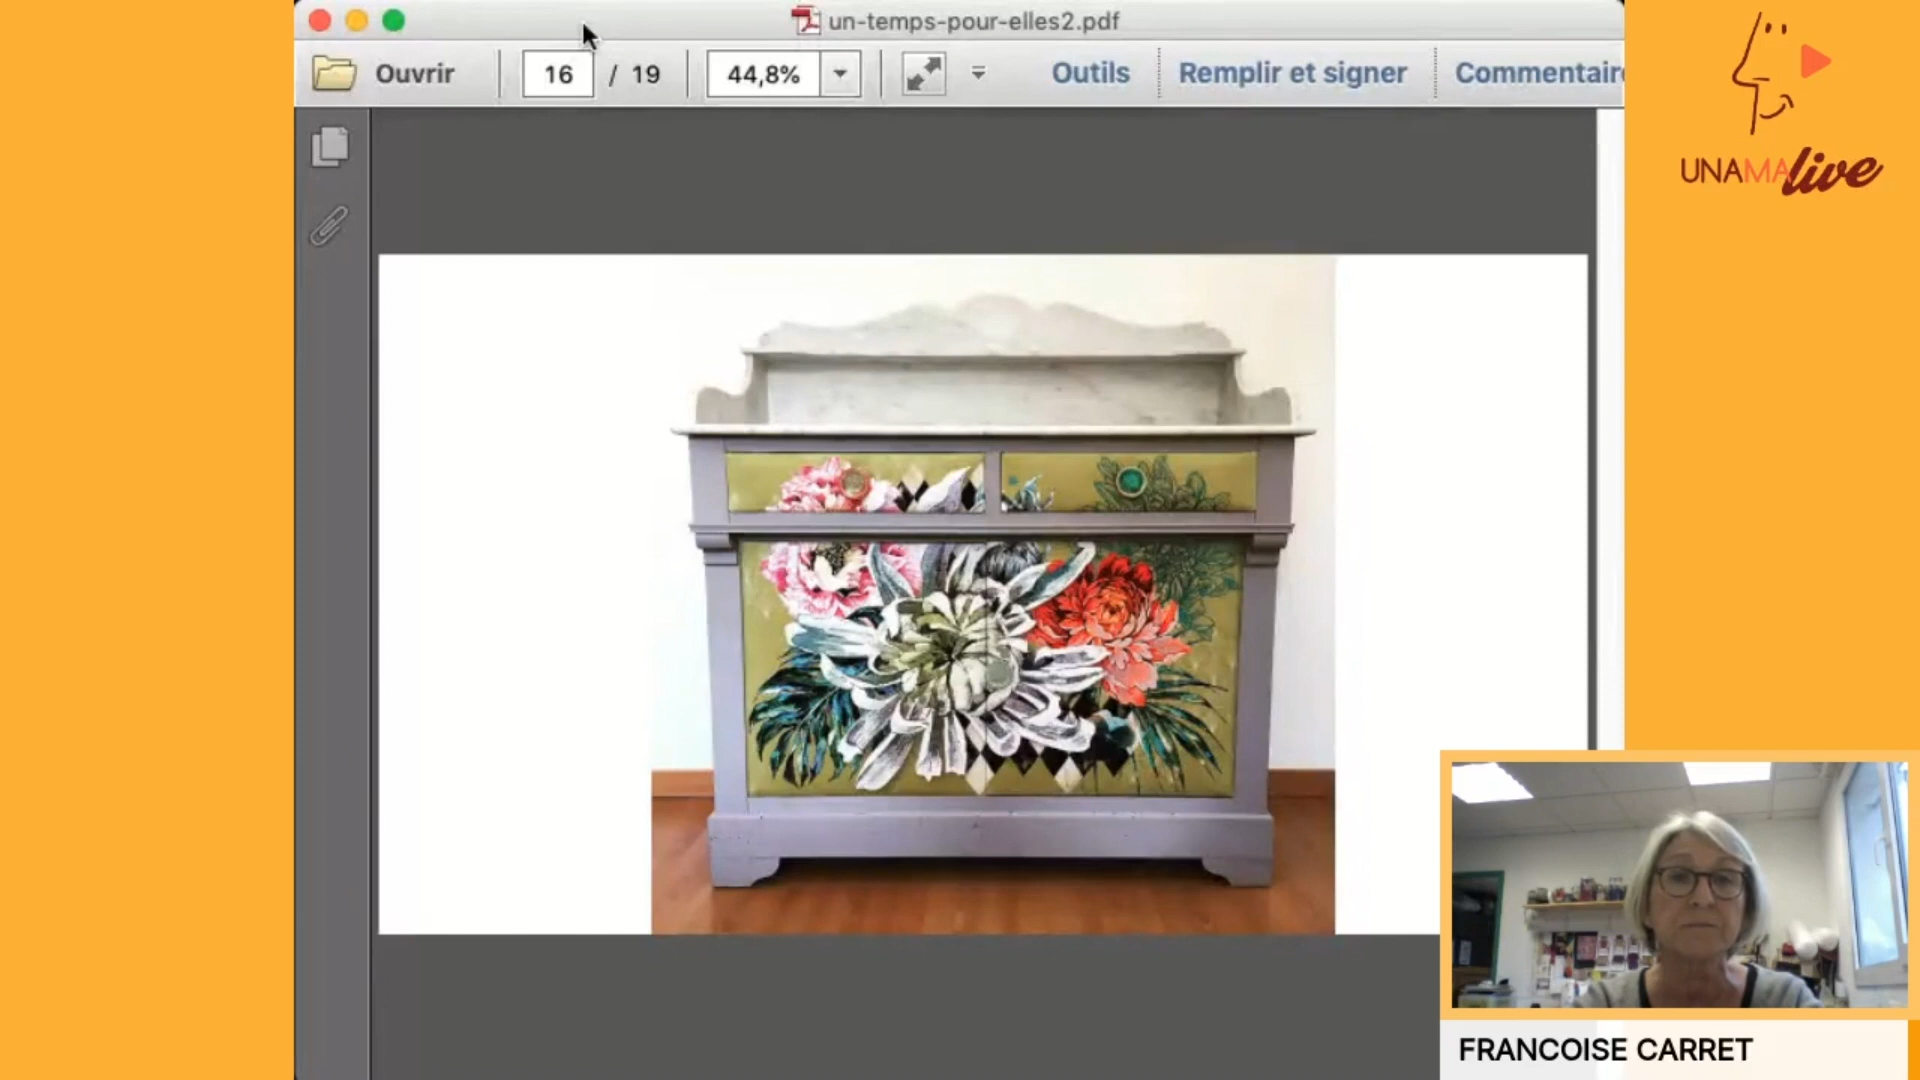 un-temps-pour-elles2.pdf
Ouvrir
16 / 19
44,8%
Outils
Remplir et signer
Commentair
UNAMAlive
FRANCOISE CARRET